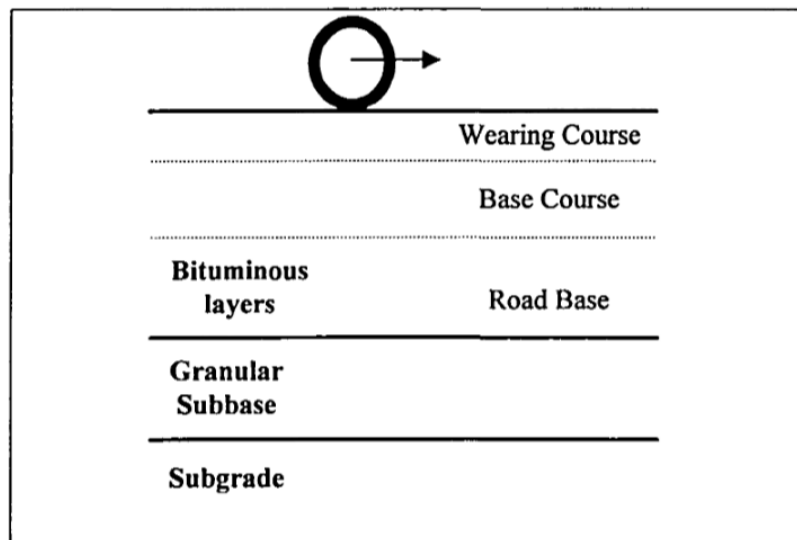 Wearing Course
Base Course
Bituminous
layers
Road Base
Granular
Subbase
Subgrade